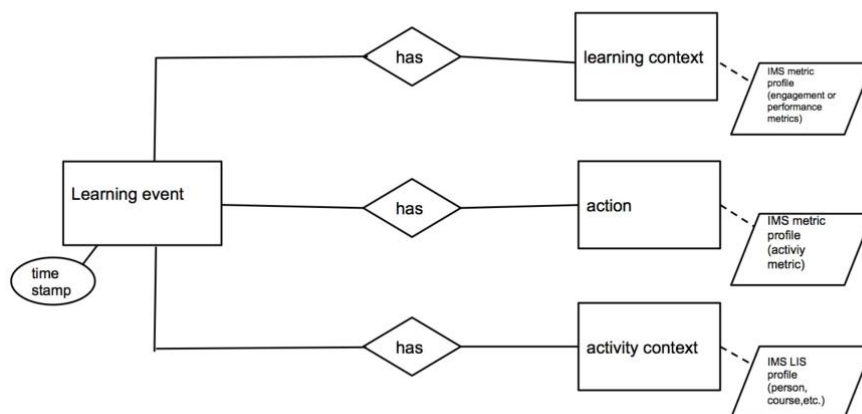 has
learning context
IMS metric
profile
(engagement or
performance
metrics)
Learning event
has
action
IMS metric
profile
(activiy
metric)
time
stamp
has
activity context
IMS LIS
profile
(person,
course,etc.)